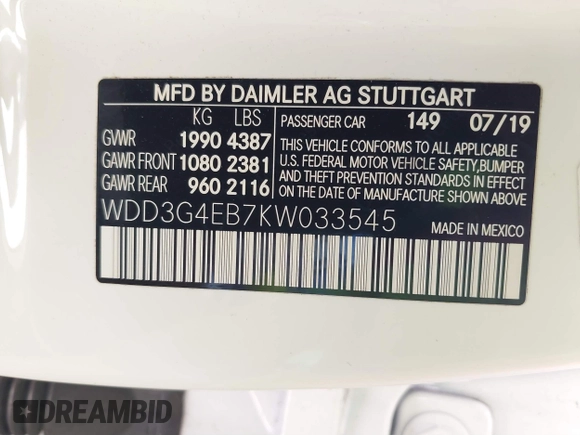 MFD BY DAIMLER AG STUTTGART
KG LBS
GVWR 1990 4387
GAWR FRONT 1080 2381
GAWR REAR 960 2116
PASSENGER CAR 149 07/19
THIS VEHICLE CONFORMS TO ALL APPLICABLE
U.S. FEDERAL MOTOR VEHICLE SAFETY,BUMPER
AND THEFT PREVENTION STANDARDS IN EFFECT
ON THE DATE OF MANUFACTURE SHOWN ABOVE
WDD3G4EB7KW033545
MADE IN MEXICO
DREAMBID